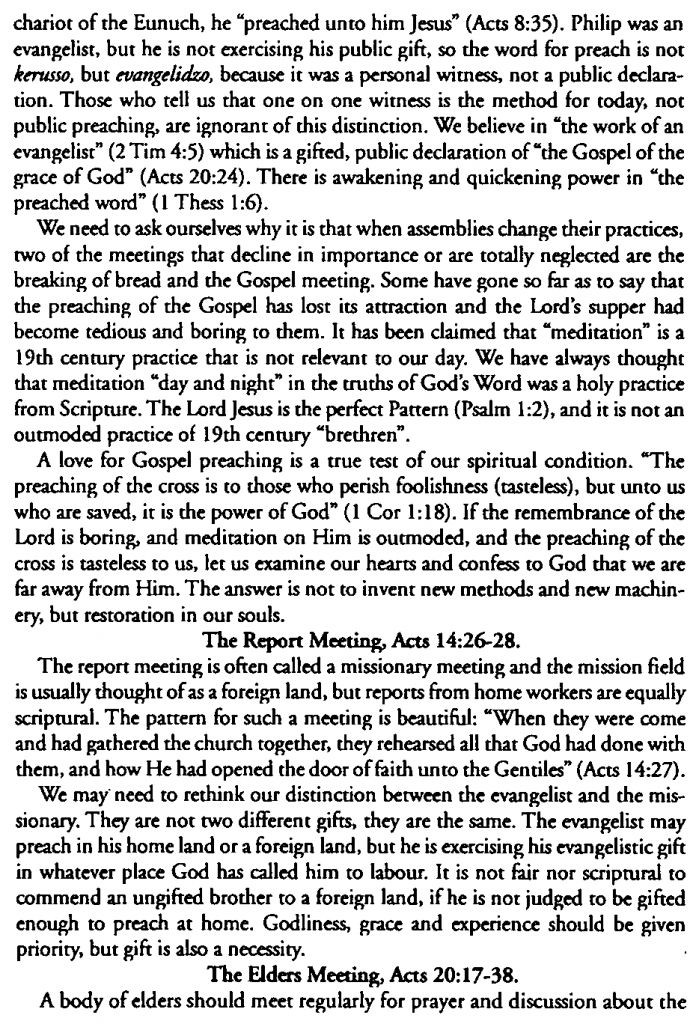 chariot of the Eunuch, he “preached unto him Jesus” (Acts 8:35). Philip was an
evangelist, but he is not exercising his public gift, so the word for preach is not
kerusso, but evangelidzo, because it was a personal witness, not a public declara-
tion. Those who tell us that one on one witness is the method for today, not
public preaching, are ignorant of this distinction. We believe in “the work of an
evangelist” (2 Tim 4:5) which is a gifted, public declaration of “the Gospel of the
grace of God” (Acts 20:24). There is awakening and quickening power in “the
preached word” (1 Thess 1:6).
We need to ask ourselves why it is that when assemblies change their practices,
two of the meetings that decline in importance or are totally neglected are the
breaking of bread and the Gospel meeting. Some have gone so far as to say that
the preaching of the Gospel has lost its attraction and the Lord’s supper had
become tedious and boring to them. It has been claimed that “meditation” is a
19th century practice that is not relevant to our day. We have always thought
that meditation “day and night” in the truths of God’s Word was a holy practice
from Scripture. The Lord Jesus is the perfect Pattern (Psalm 1:2), and it is not an
outmoded practice of 19th century “brethren”.
A love for Gospel preaching is a true test of our spiritual condition. “The
preaching of the cross is to those who perish foolishness (tasteless), but unto us
who are saved, it is the power of God” (1 Cor 1:18). If the remembrance of the
Lord is boring, and meditation on Him is outmoded, and the preaching of the
cross is tasteless to us, let us examine our hearts and confess to God that we are
far away from Him. The answer is not to invent new methods and new machin-
ery, but restoration in our souls.
The Report Meeting, Acts 14:26-28.
The report meeting is often called a missionary meeting and the mission field
is usually thought of as a foreign land, but reports from home workers are equally
scriptural. The pattern for such a meeting is beautiful: “When they were come
and had gathered the church together, they rehearsed all that God had done with
them, and how He had opened the door of faith unto the Gentiles” (Acts 14:27).
We may need to rethink our distinction between the evangelist and the mis-
sionary. They are not two different gifts, they are the same. The evangelist may
preach in his home land or a foreign land, but he is exercising his evangelistic gift
in whatever place God has called him to labour. It is not fair nor scriptural to
commend an ungifted brother to a foreign land, if he is not judged to be gifted
enough to preach at home. Godliness, grace and experience should be given
priority, but gift is also a necessity.
The Elders Meeting, Acts 20:17-38.
A body of elders should meet regularly for prayer and discussion about the